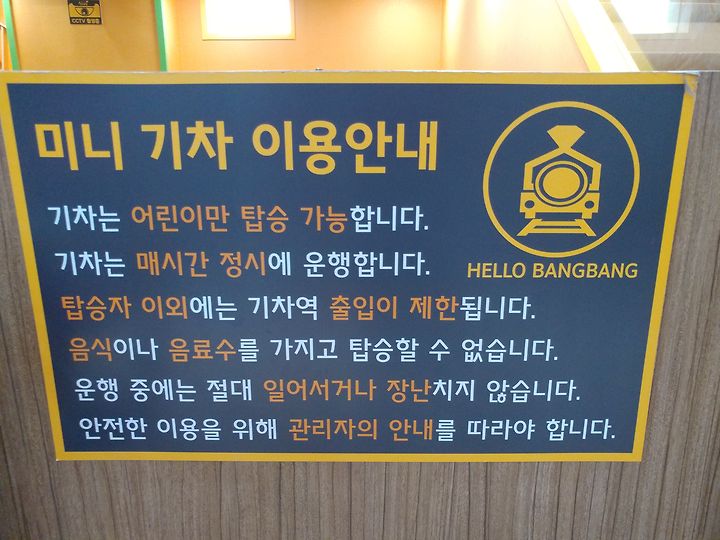 CCTV 촬영중
미니 기차 이용안내
기차는 어린이만 탑승 가능합니다.
기차는 매시간 정시에 운행합니다.
HELLO BANGBANG
탑승자 이외에는 기차역 출입이 제한됩니다.
음식이나 음료수를 가지고 탑승할 수 없습니다.
운행 중에는 절대 일어서거나 장난치지 않습니다.
안전한 이용을 위해 관리자의 안내를 따라야 합니다.